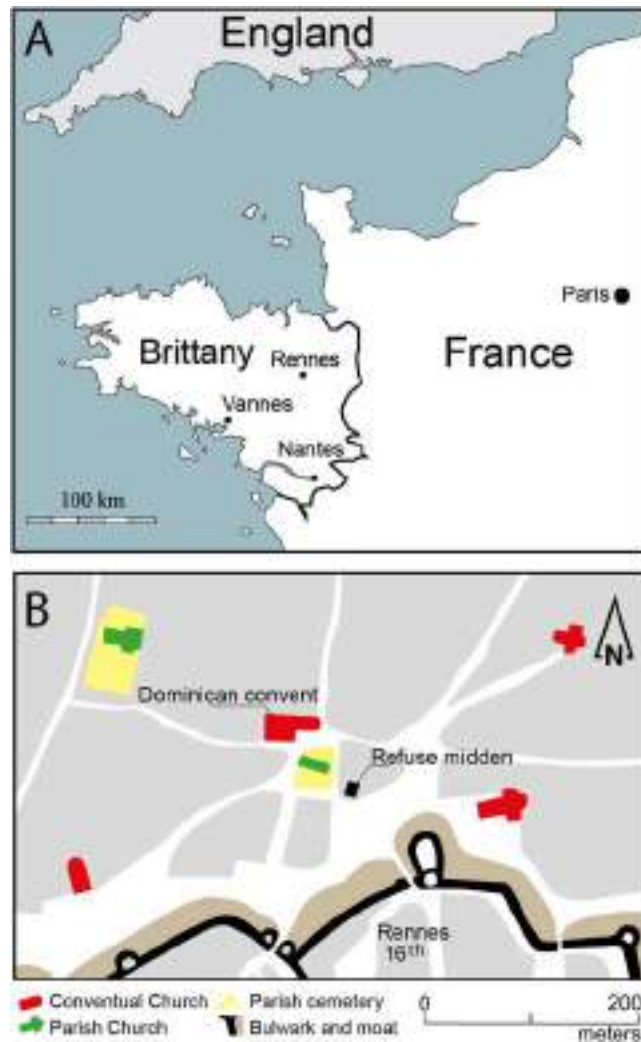 A
England
Paris
Brittany
Rennes
France
Vannes
Nantes
100 km
B
N
Dominican convent
Refuse midden
Rennes
16th
Conventual Church
Parish cemetery
0 200
Parish Church
Bulwark and moat
meters